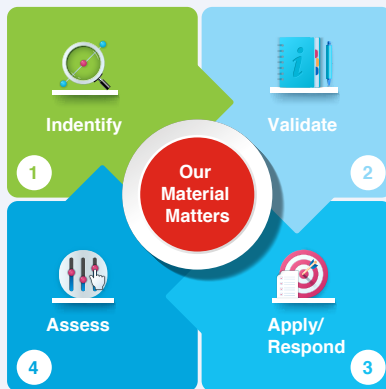 Indentify
1
Validate
2
Our
Material
Matters
Assess
4
Apply/
Respond
3